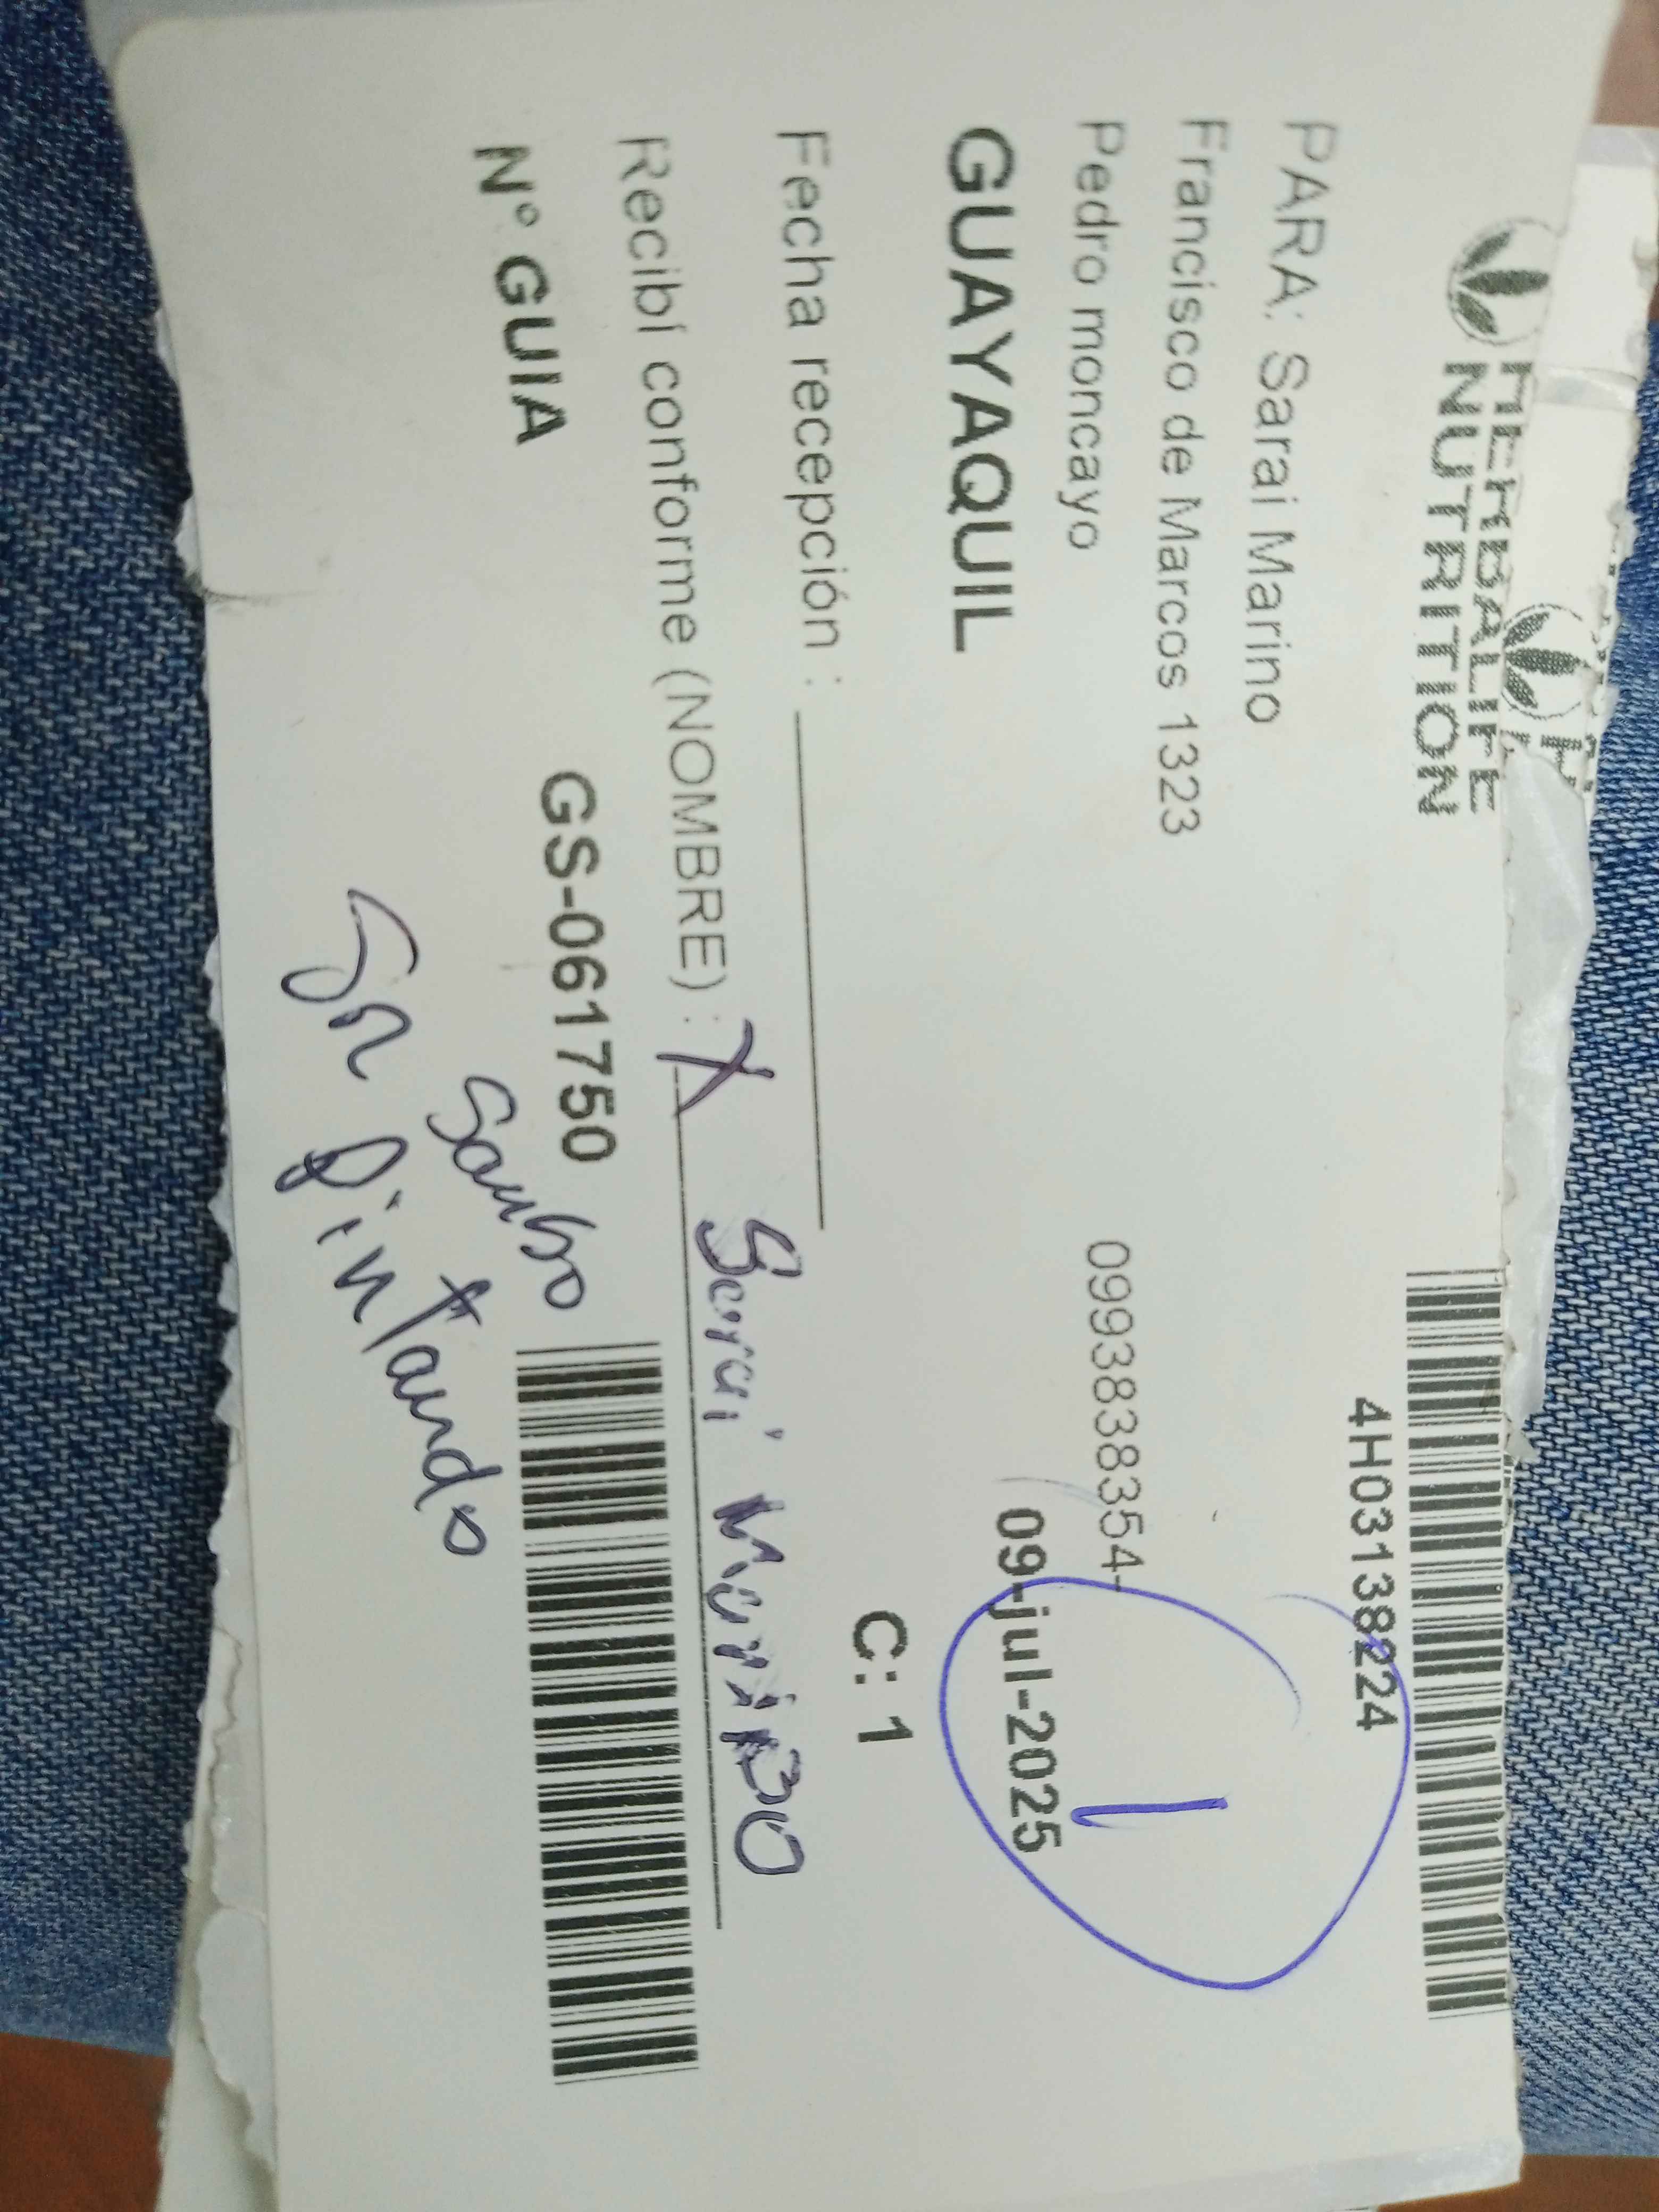 HERBALIFE
NUTRITION
4H03138224
PARA: Sarai Marino
Francisco de Marcos 1323
Pedro moncayo
0993838354-
1
GUAYAQUIL
09-jul-2025
C: 1
Fecha recepción :
Recibí conforme (NOMBRE) : X Sarai Marino
N° GUIA GS-061750
Pintando